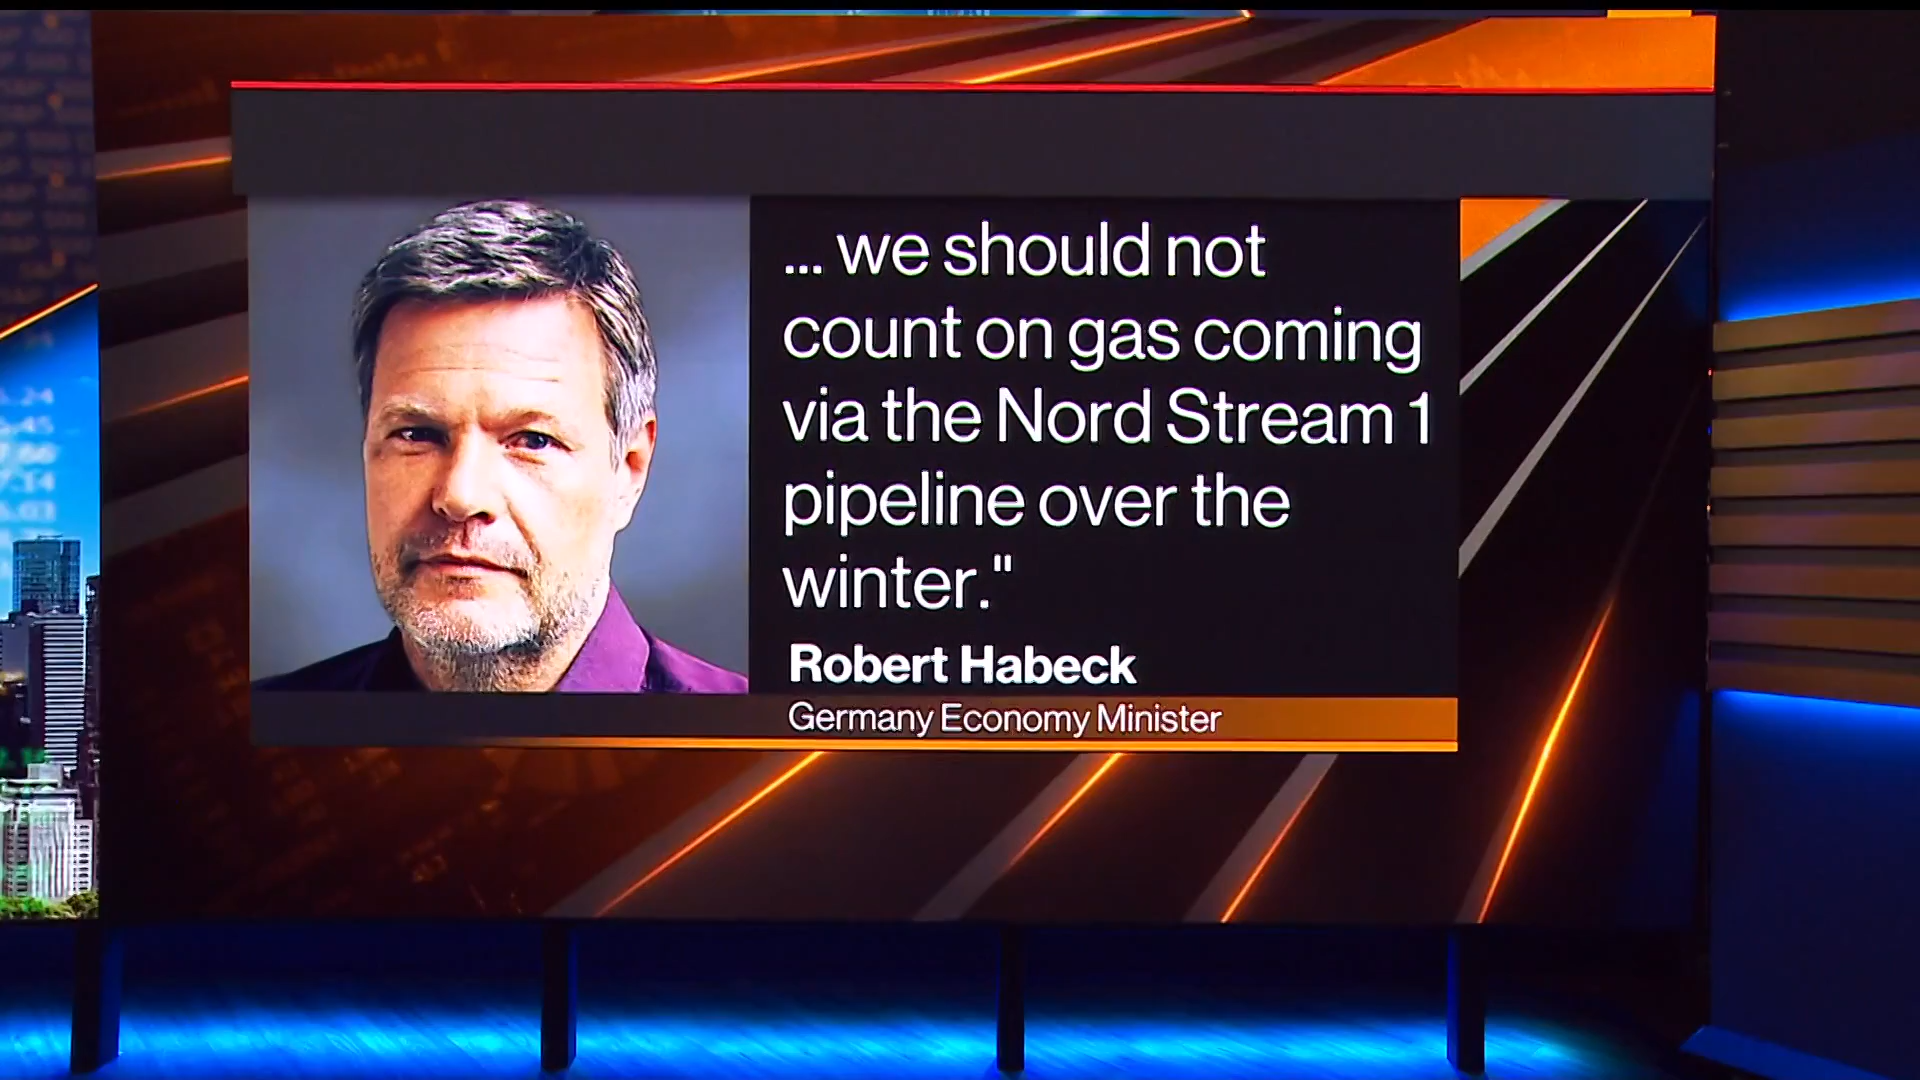 ... we should not
count on gas coming
via the Nord Stream 1
pipeline over the
winter."
Robert Habeck
Germany Economy Minister